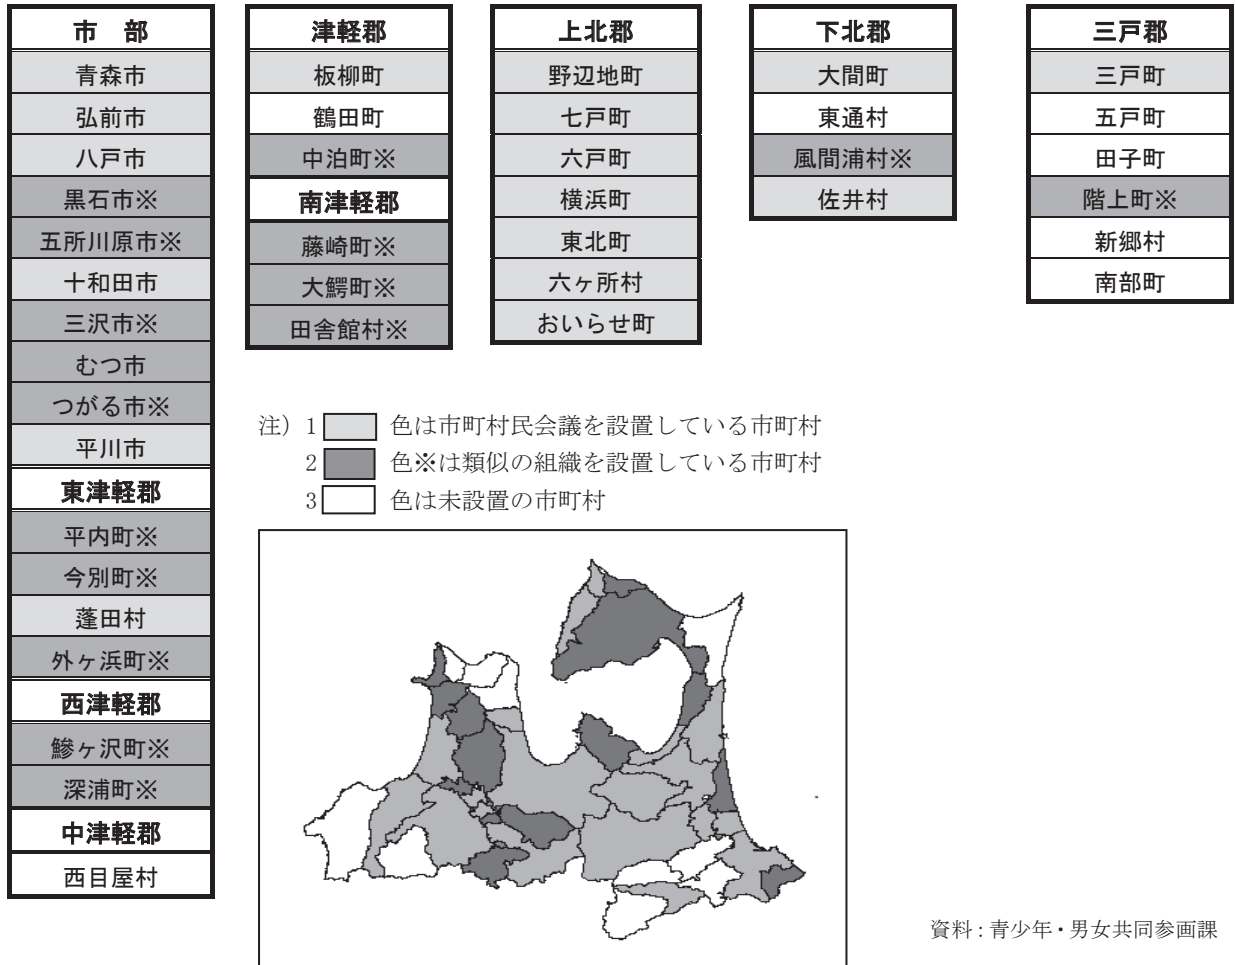 市　部
青森市
弘前市
八戸市
黒石市※
五所川原市※
十和田市
三沢市※
むつ市
つがる市※
平川市
東津軽郡
平内町※
今別町※
蓬田村
外ヶ浜町※
西津軽郡
鰺ヶ沢町※
深浦町※
中津軽郡
西目屋村
津軽郡
板柳町
鶴田町
中泊町※
南津軽郡
藤崎町※
大鰐町※
田舎館村※
上北郡
野辺地町
七戸町
六戸町
横浜町
東北町
六ヶ所村
おいらせ町
下北郡
大間町
東通村
風間浦村※
佐井村
三戸郡
三戸町
五戸町
田子町
階上町※
新郷村
南部町
注）1　色は市町村民会議を設置している市町村
2　色※は類似の組織を設置している市町村
3　色は未設置の市町村
資料：青少年・男女共同参画課